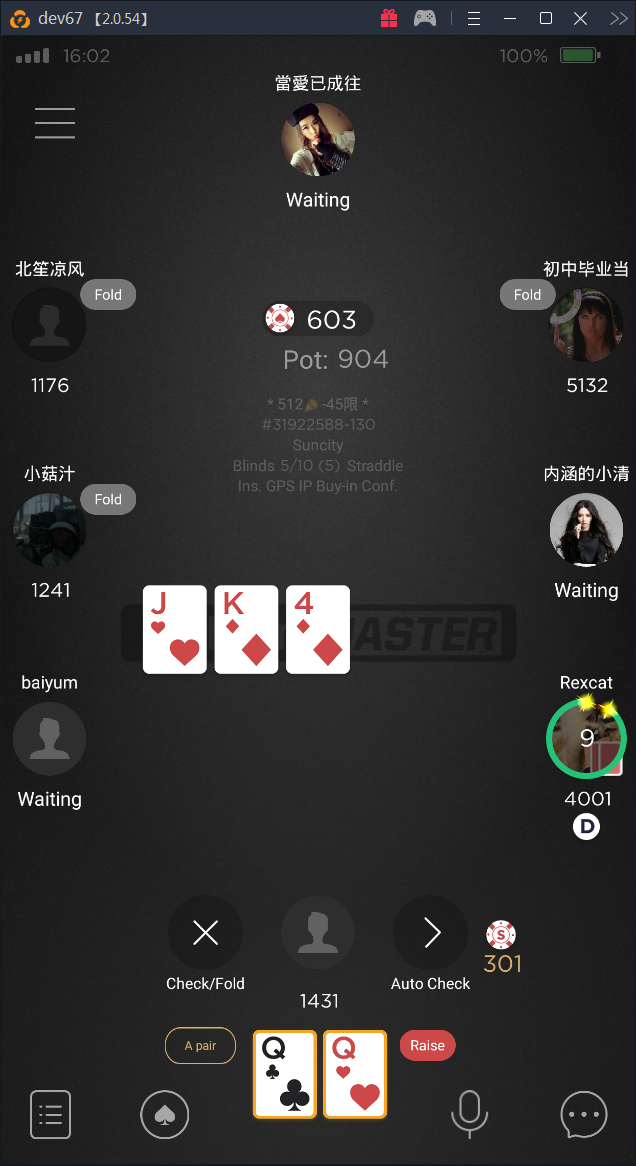 dev67 【2.0.54】
16:02
100%
當愛已成往
Waiting
北笙凉风
Fold
1176
初中毕业当
Fold
5132
603
Pot: 904
* 512 -45限 *
#31922588-130
Suncity
Blinds 5/10 (5) Straddle
Ins. GPS IP Buy-in Conf.
小菇汁
Fold
1241
内涵的小清
Waiting
J K 4
ASTER
baiyum
Waiting
Rexcat
9
4001
D
Check/Fold
1431
Auto Check
S
301
A pair
Q Q
Raise